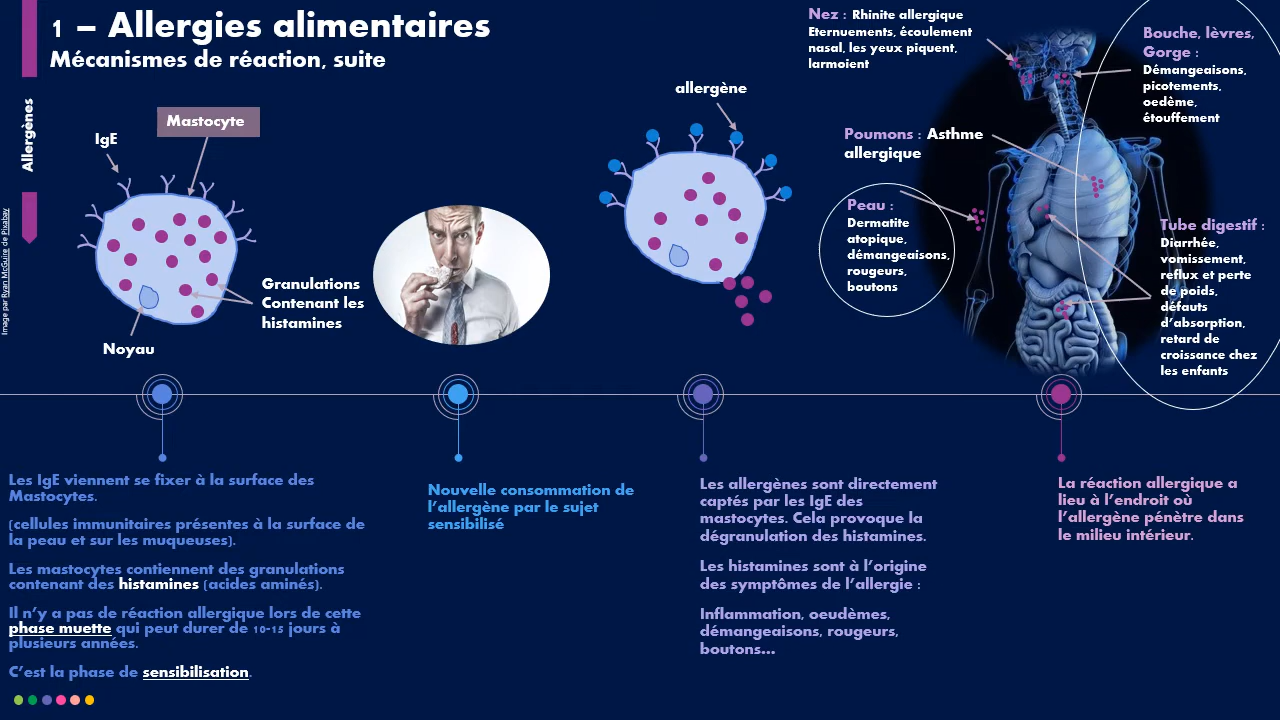 1 – Allergies alimentaires
Mécanismes de réaction, suite
Allergènes
Image par Ryan McGuire de Pixabay
IgE
Mastocyte
Granulations
Contenant les
histamines
Noyau
allergène
Nez : Rhinite allergique
Eternuements, écoulement
nasal, les yeux piquent,
larmoient
Bouche, lèvres,
Gorge :
Démangeaisons,
picotements,
oedème,
étouffement
Poumons : Asthme
allergique
Peau :
Dermatite
atopique,
démangeaisons,
rougeurs,
boutons
Tube digestif :
Diarrhée,
vomissement,
reflux et perte
de poids,
défauts
d’absorption,
retard de
croissance chez
les enfants
Les IgE viennent se fixer à la surface des
Mastocytes.
(cellules immunitaires présentes à la surface de
la peau et sur les muqueuses).
Les mastocytes contiennent des granulations
contenant des histamines (acides aminés).
Il n’y a pas de réaction allergique lors de cette
phase muette qui peut durer de 10-15 jours à
plusieurs années.
C’est la phase de sensibilisation.
Nouvelle consommation de
l’allergène par le sujet
sensibilisé
Les allergènes sont directement
captés par les IgE des
mastocytes. Cela provoque la
dégranulation des histamines.
Les histamines sont à l’origine
des symptômes de l’allergie :
Inflammation, oeudèmes,
démangeaisons, rougeurs,
boutons...
La réaction allergique a
lieu à l’endroit où
l’allergène pénètre dans
le milieu intérieur.